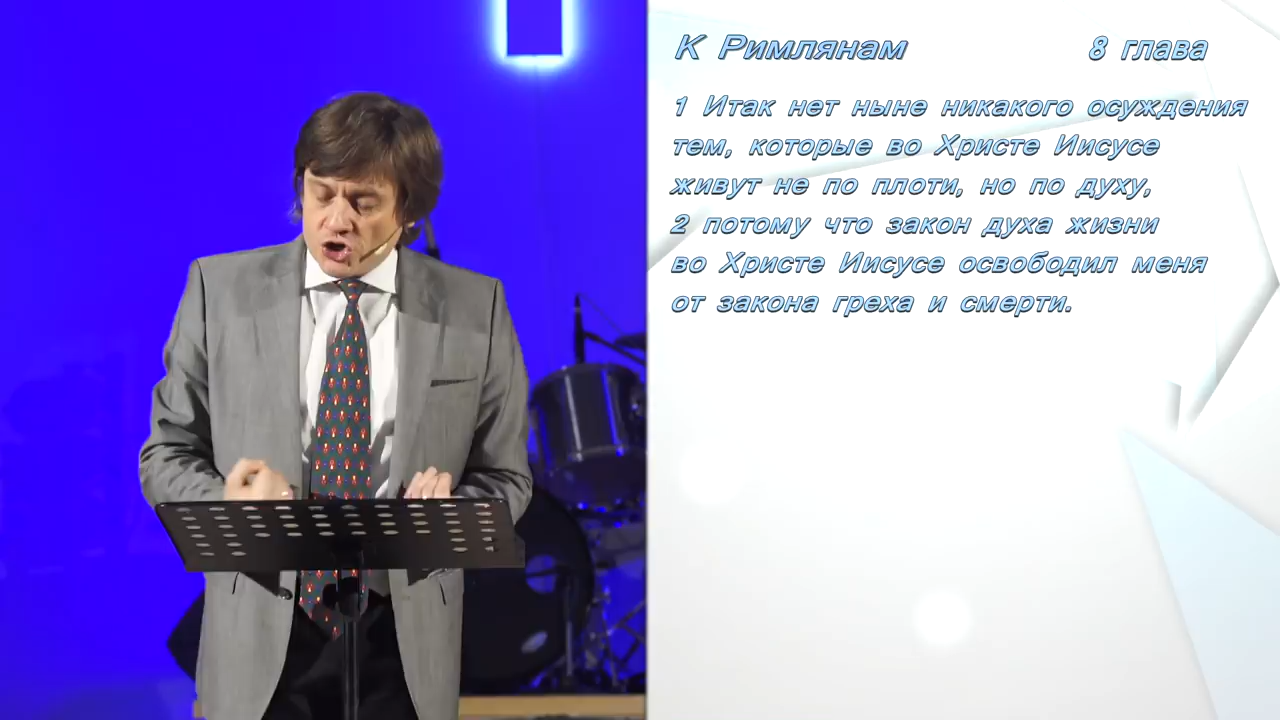 К Римлянам 8 глава
1 Итак нет ныне никакого осуждения
тем, которые во Христе Иисусе
живут не по плоти, но по духу,
2 потому что закон духа жизни
во Христе Иисусе освободил меня
от закона греха и смерти.